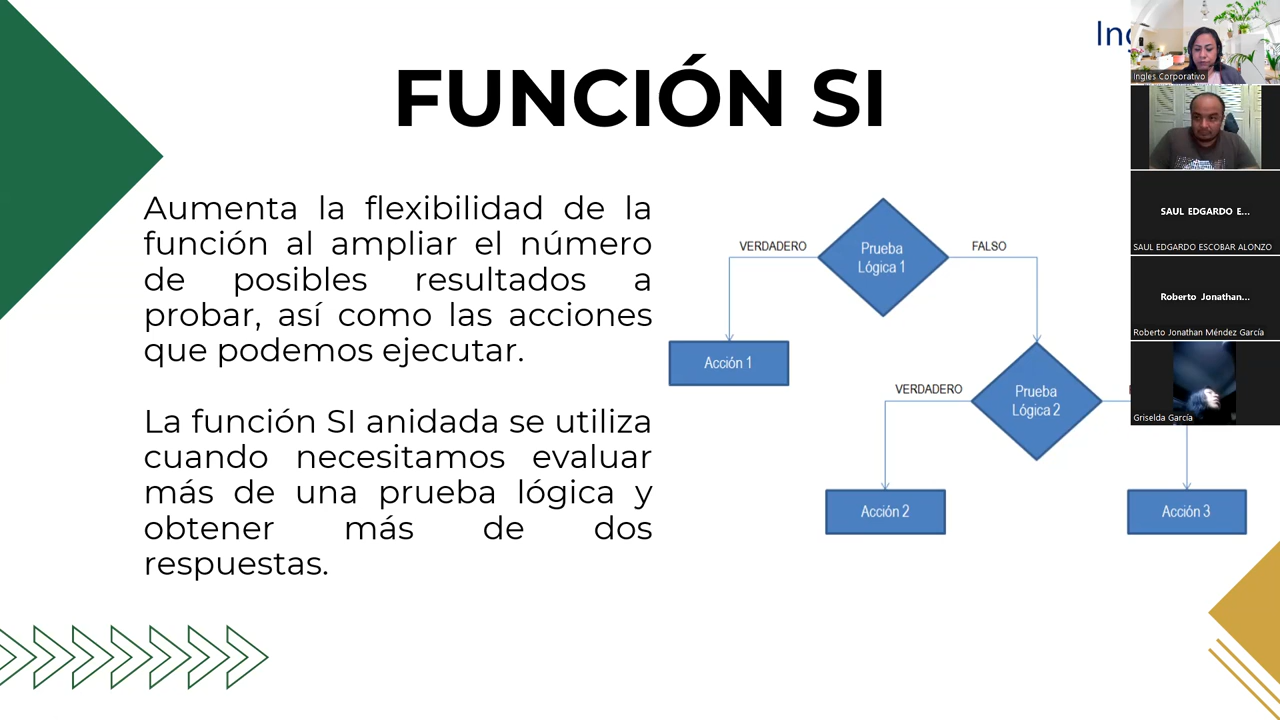 FUNCIÓN SI
Aumenta la flexibilidad de la
función al ampliar el número
de posibles resultados a
probar, así como las acciones
que podemos ejecutar.
La función SI anidada se utiliza
cuando necesitamos evaluar
más de una prueba lógica y
obtener más de dos
respuestas.
Prueba
Lógica 1
VERDADERO
FALSO
Acción 1
Prueba
Lógica 2
VERDADERO
Acción 2
Acción 3
Ingles Corporativo
SAUL EDGARDO E...
SAUL EDGARDO ESCOBAR ALONZO
Roberto Jonathan...
Roberto Jonathan Méndez García
Griselda García